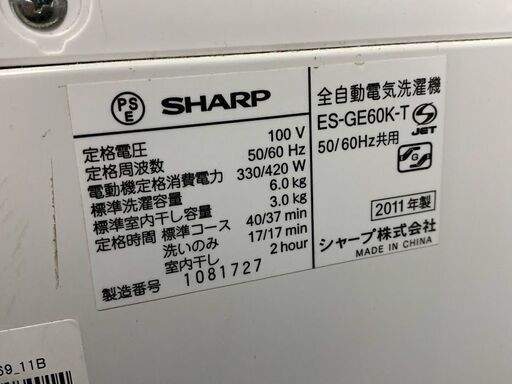 PS
E
SHARP
定格電圧 100 V
定格周波数 50/60 Hz
電動機定格消費電力 330/420 W
標準洗濯容量 6.0 kg
標準室内干し容量 3.0 kg
定格時間 標準コース 40/37 min
洗いのみ 17/17 min
室内干し 2 hour
製造番号 1081727
全自動電気洗濯機
ES-GE60K-T
50/60Hz共用
S
JET
G
2011年製
シャープ株式会社
MADE IN CHINA
69_11B